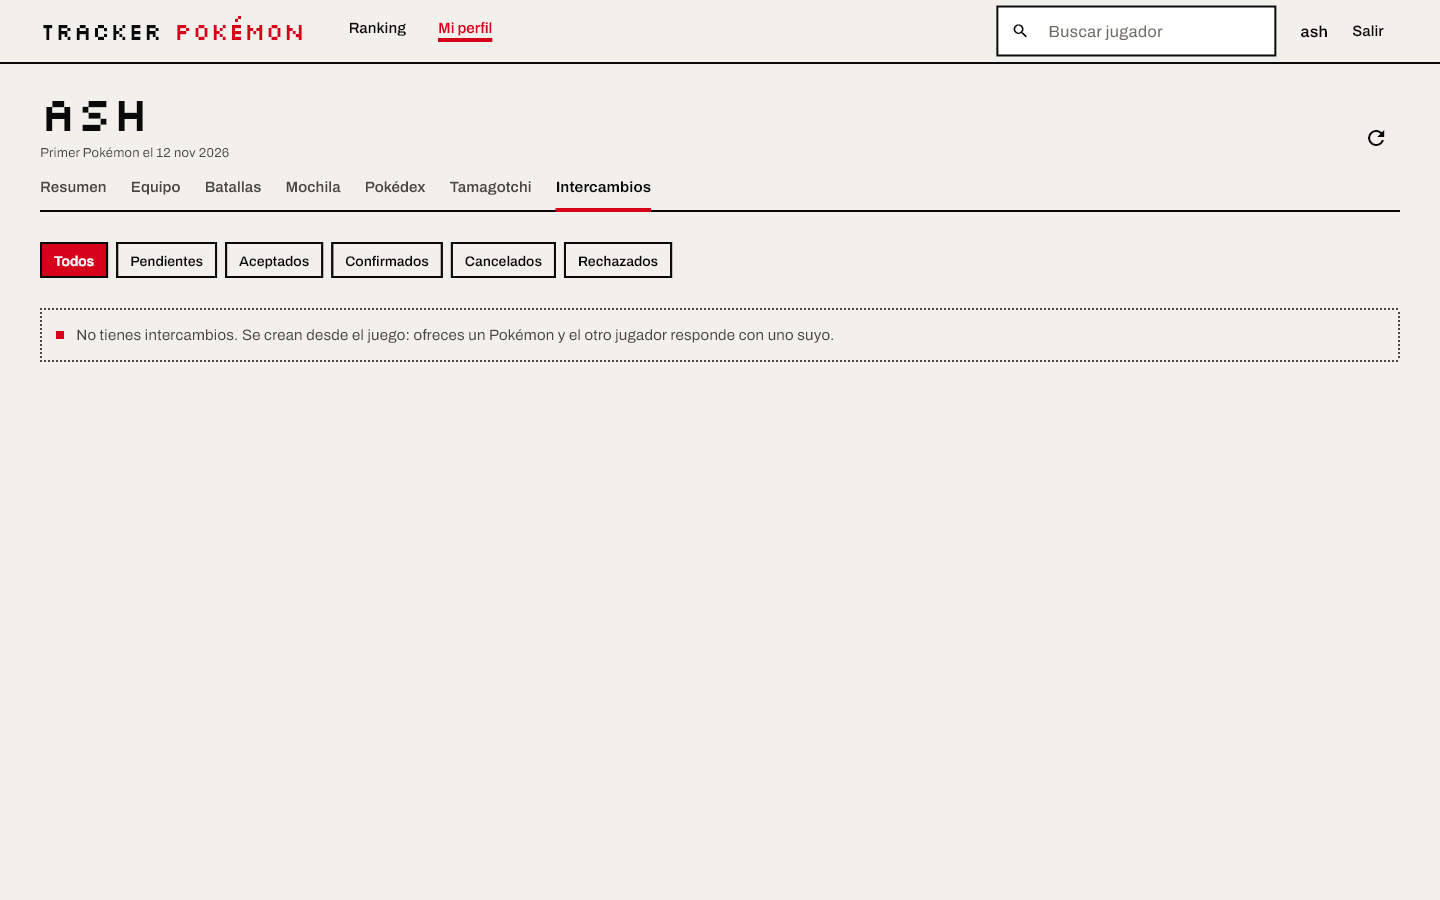 TRACKER POKÉMON Ranking Mi perfil Buscar jugador ash Salir
ASH
Primer Pokémon el 12 nov 2026
Resumen Equipo Batallas Mochila Pokédex Tamagotchi Intercambios
Todos Pendientes Aceptados Confirmados Cancelados Rechazados
No tienes intercambios. Se crean desde el juego: ofreces un Pokémon y el otro jugador responde con uno suyo.